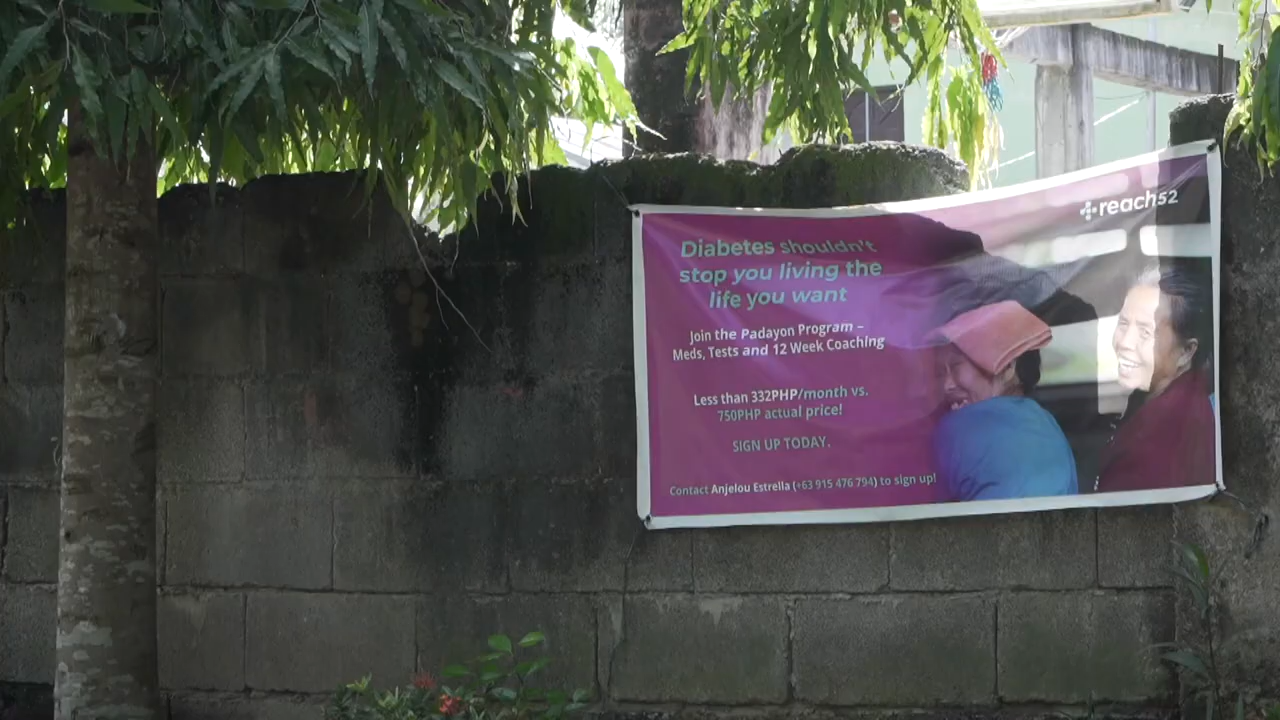 reach52
Diabetes shouldn't
stop you living the
life you want
Join the Padayon Program –
Meds, Tests and 12 Week Coaching
Less than 332PHP/month vs.
750PHP actual price!
SIGN UP TODAY.
Contact Anjelou Estrella (+63 915 476 794) to sign up!